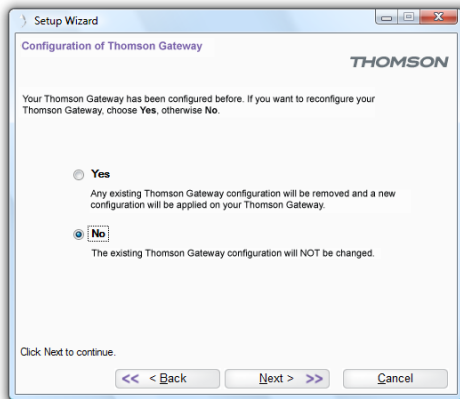 Setup Wizard
Configuration of Thomson Gateway
THOMSON
Your Thomson Gateway has been configured before. If you want to reconfigure your
Thomson Gateway, choose Yes, otherwise No.
Yes
Any existing Thomson Gateway configuration will be removed and a new
configuration will be applied on your Thomson Gateway.
No
The existing Thomson Gateway configuration will NOT be changed.
Click Next to continue.
<< < Back Next > >> Cancel